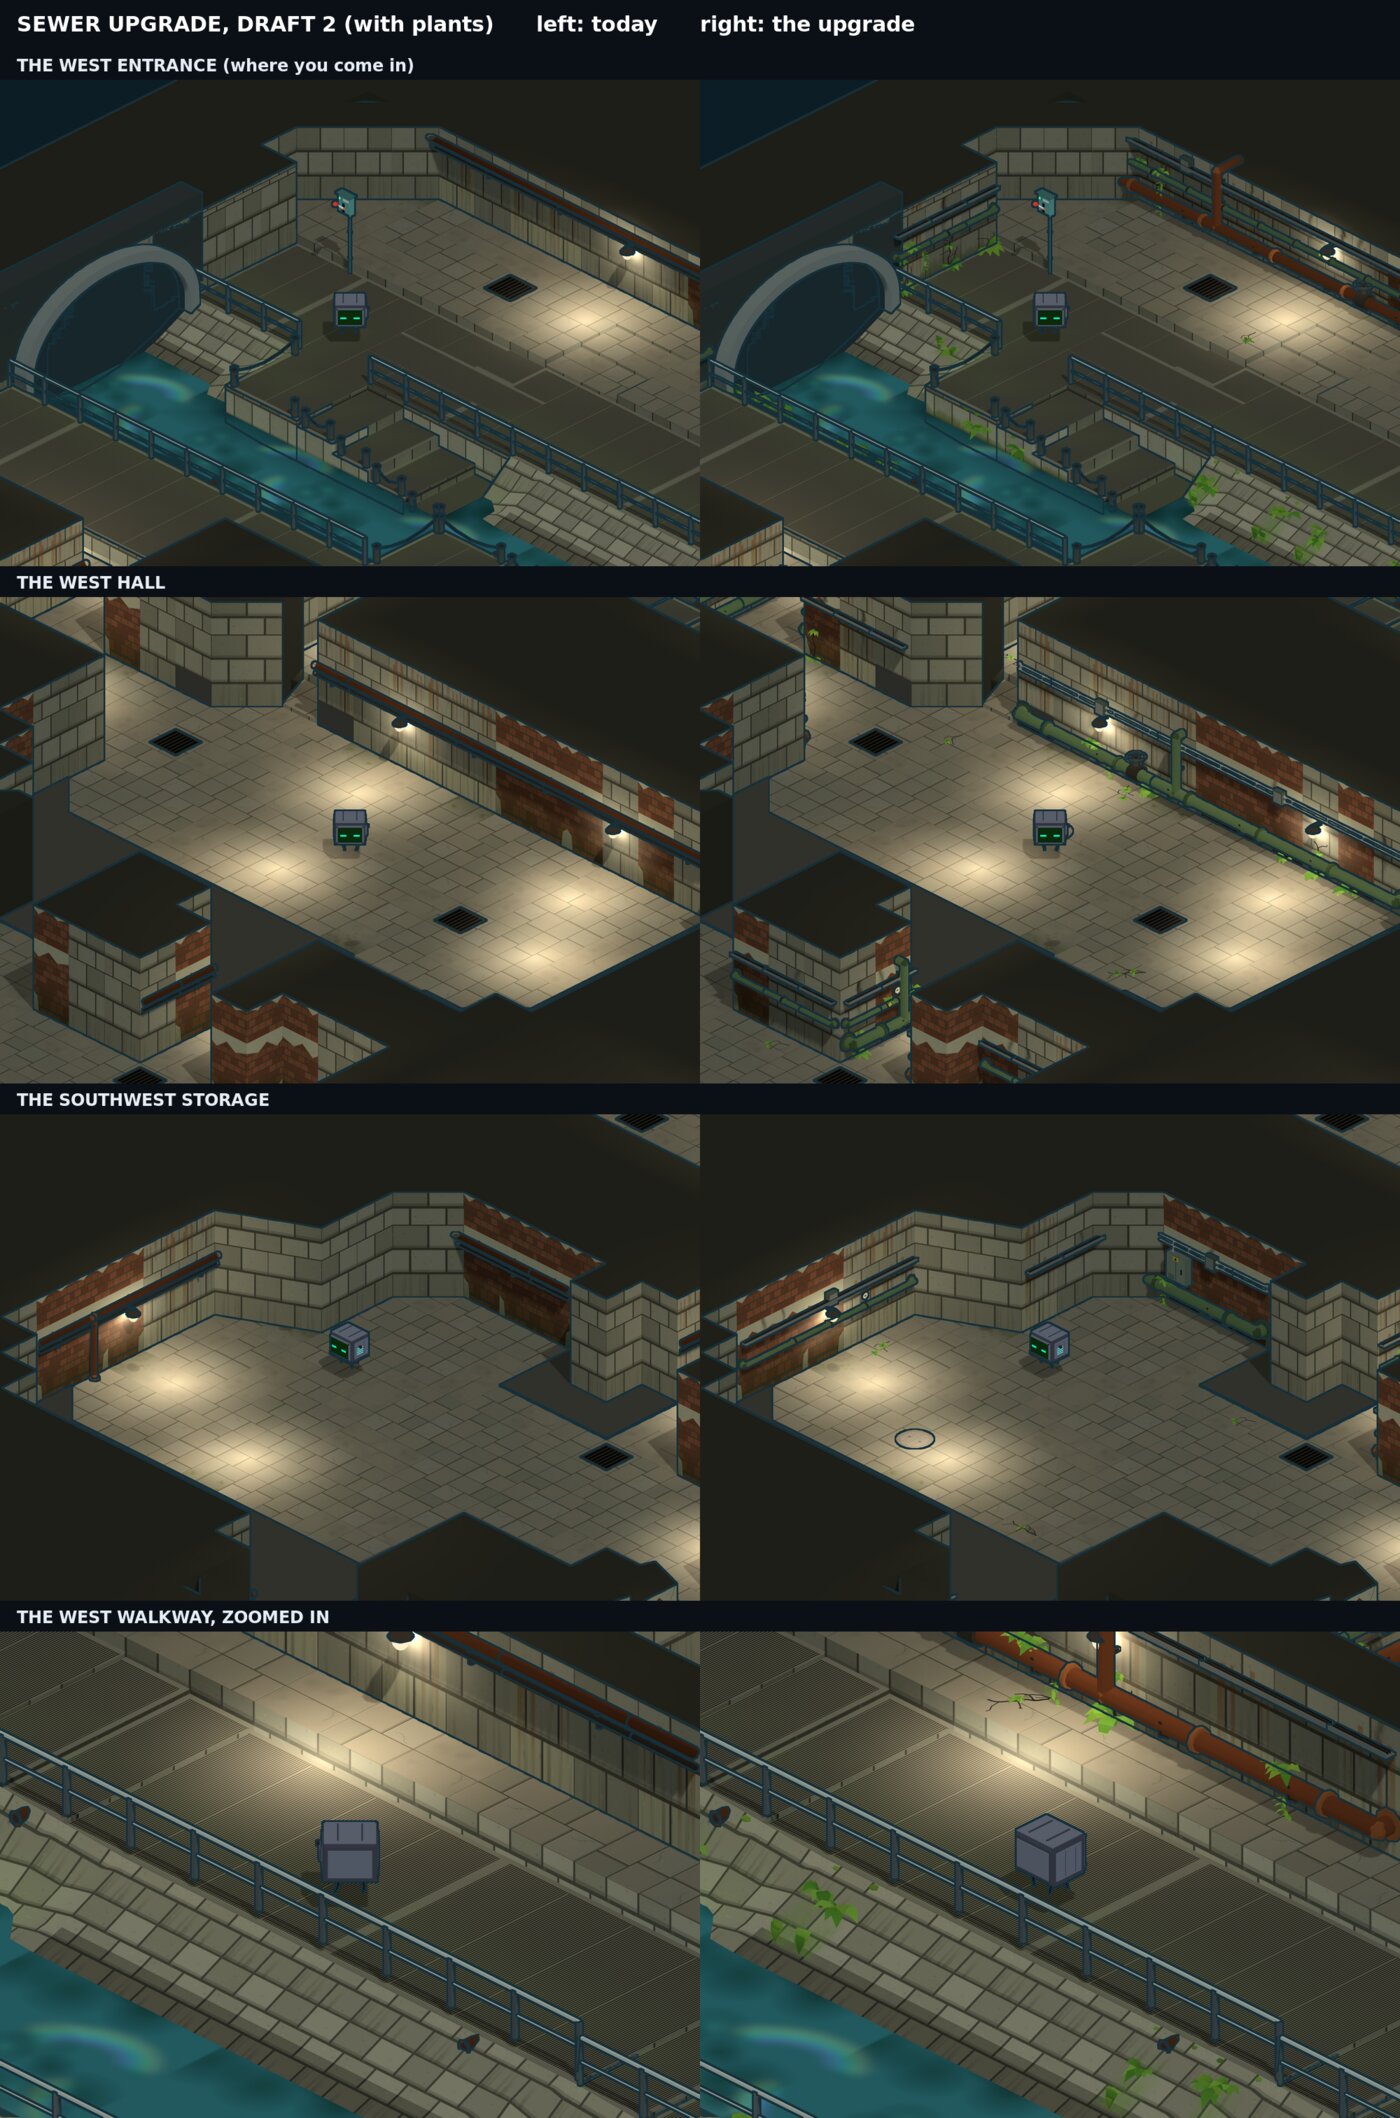 SEWER UPGRADE, DRAFT 2 (with plants) left: today right: the upgrade
THE WEST ENTRANCE (where you come in)
THE WEST HALL
THE SOUTHWEST STORAGE
THE WEST WALKWAY, ZOOMED IN